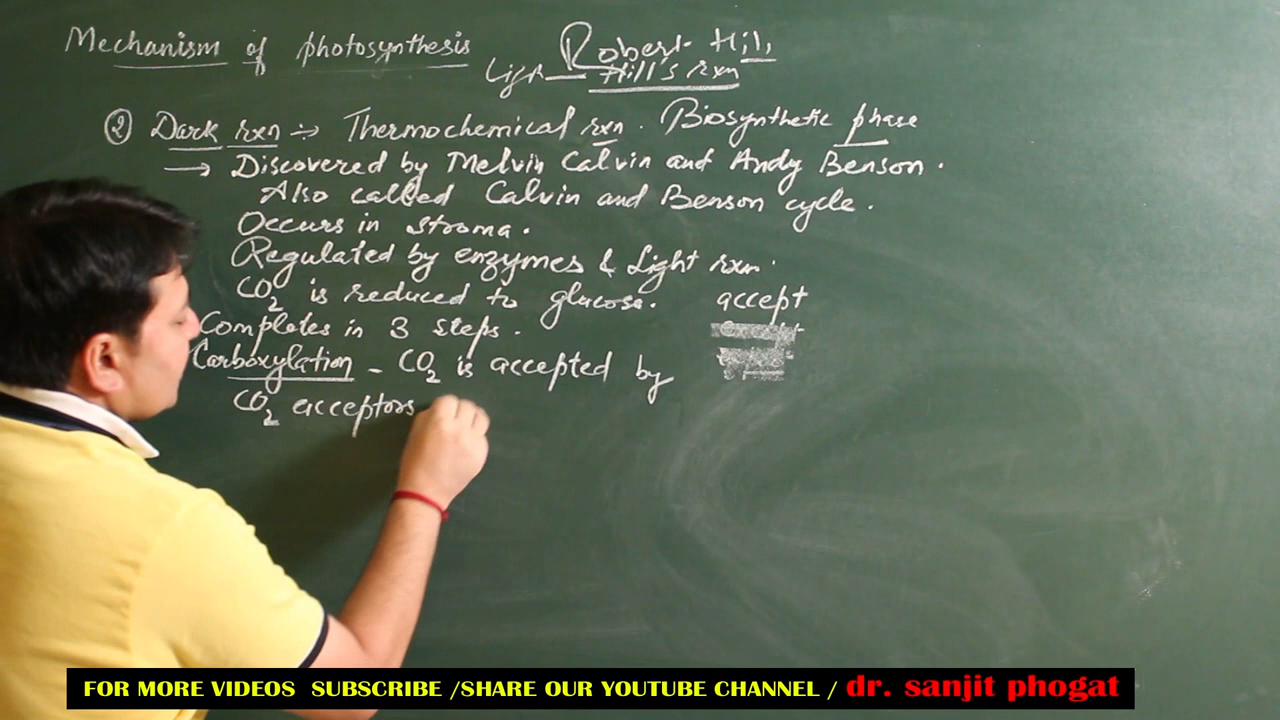 Mechanism of photosynthesis
Robert Hill
Light Hill's rxn
② Dark rxn :- Thermochemical rxn. Biosynthetic phase
→ Discovered by Melvin Calvin and Andy Benson.
Also called Calvin and Benson cycle.
Occurs in stroma.
Regulated by enzymes & Light rxn.
CO₂ is reduced to glucose. accept
Completes in 3 steps.
Carboxylation - CO₂ is accepted by
CO₂ acceptors
FOR MORE VIDEOS SUBSCRIBE /SHARE OUR YOUTUBE CHANNEL / dr. sanjit phogat